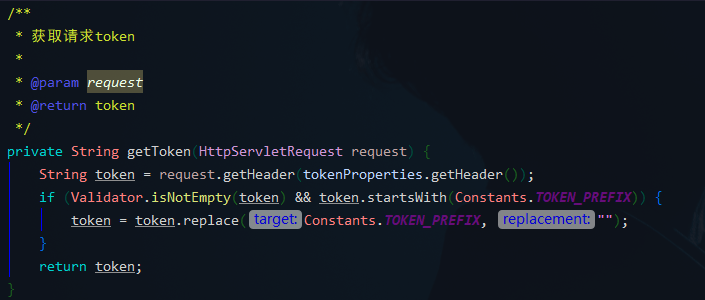 /**
 * 获取请求token
 *
 * @param request
 * @return token
 */
private String getToken(HttpServletRequest request) {
    String token = request.getHeader(tokenProperties.getHeader());
    if (Validator.isNotEmpty(token) && token.startsWith(Constants.TOKEN_PREFIX)) {
        token = token.replace( target: Constants.TOKEN_PREFIX, replacement: "");
    }
    return token;
}